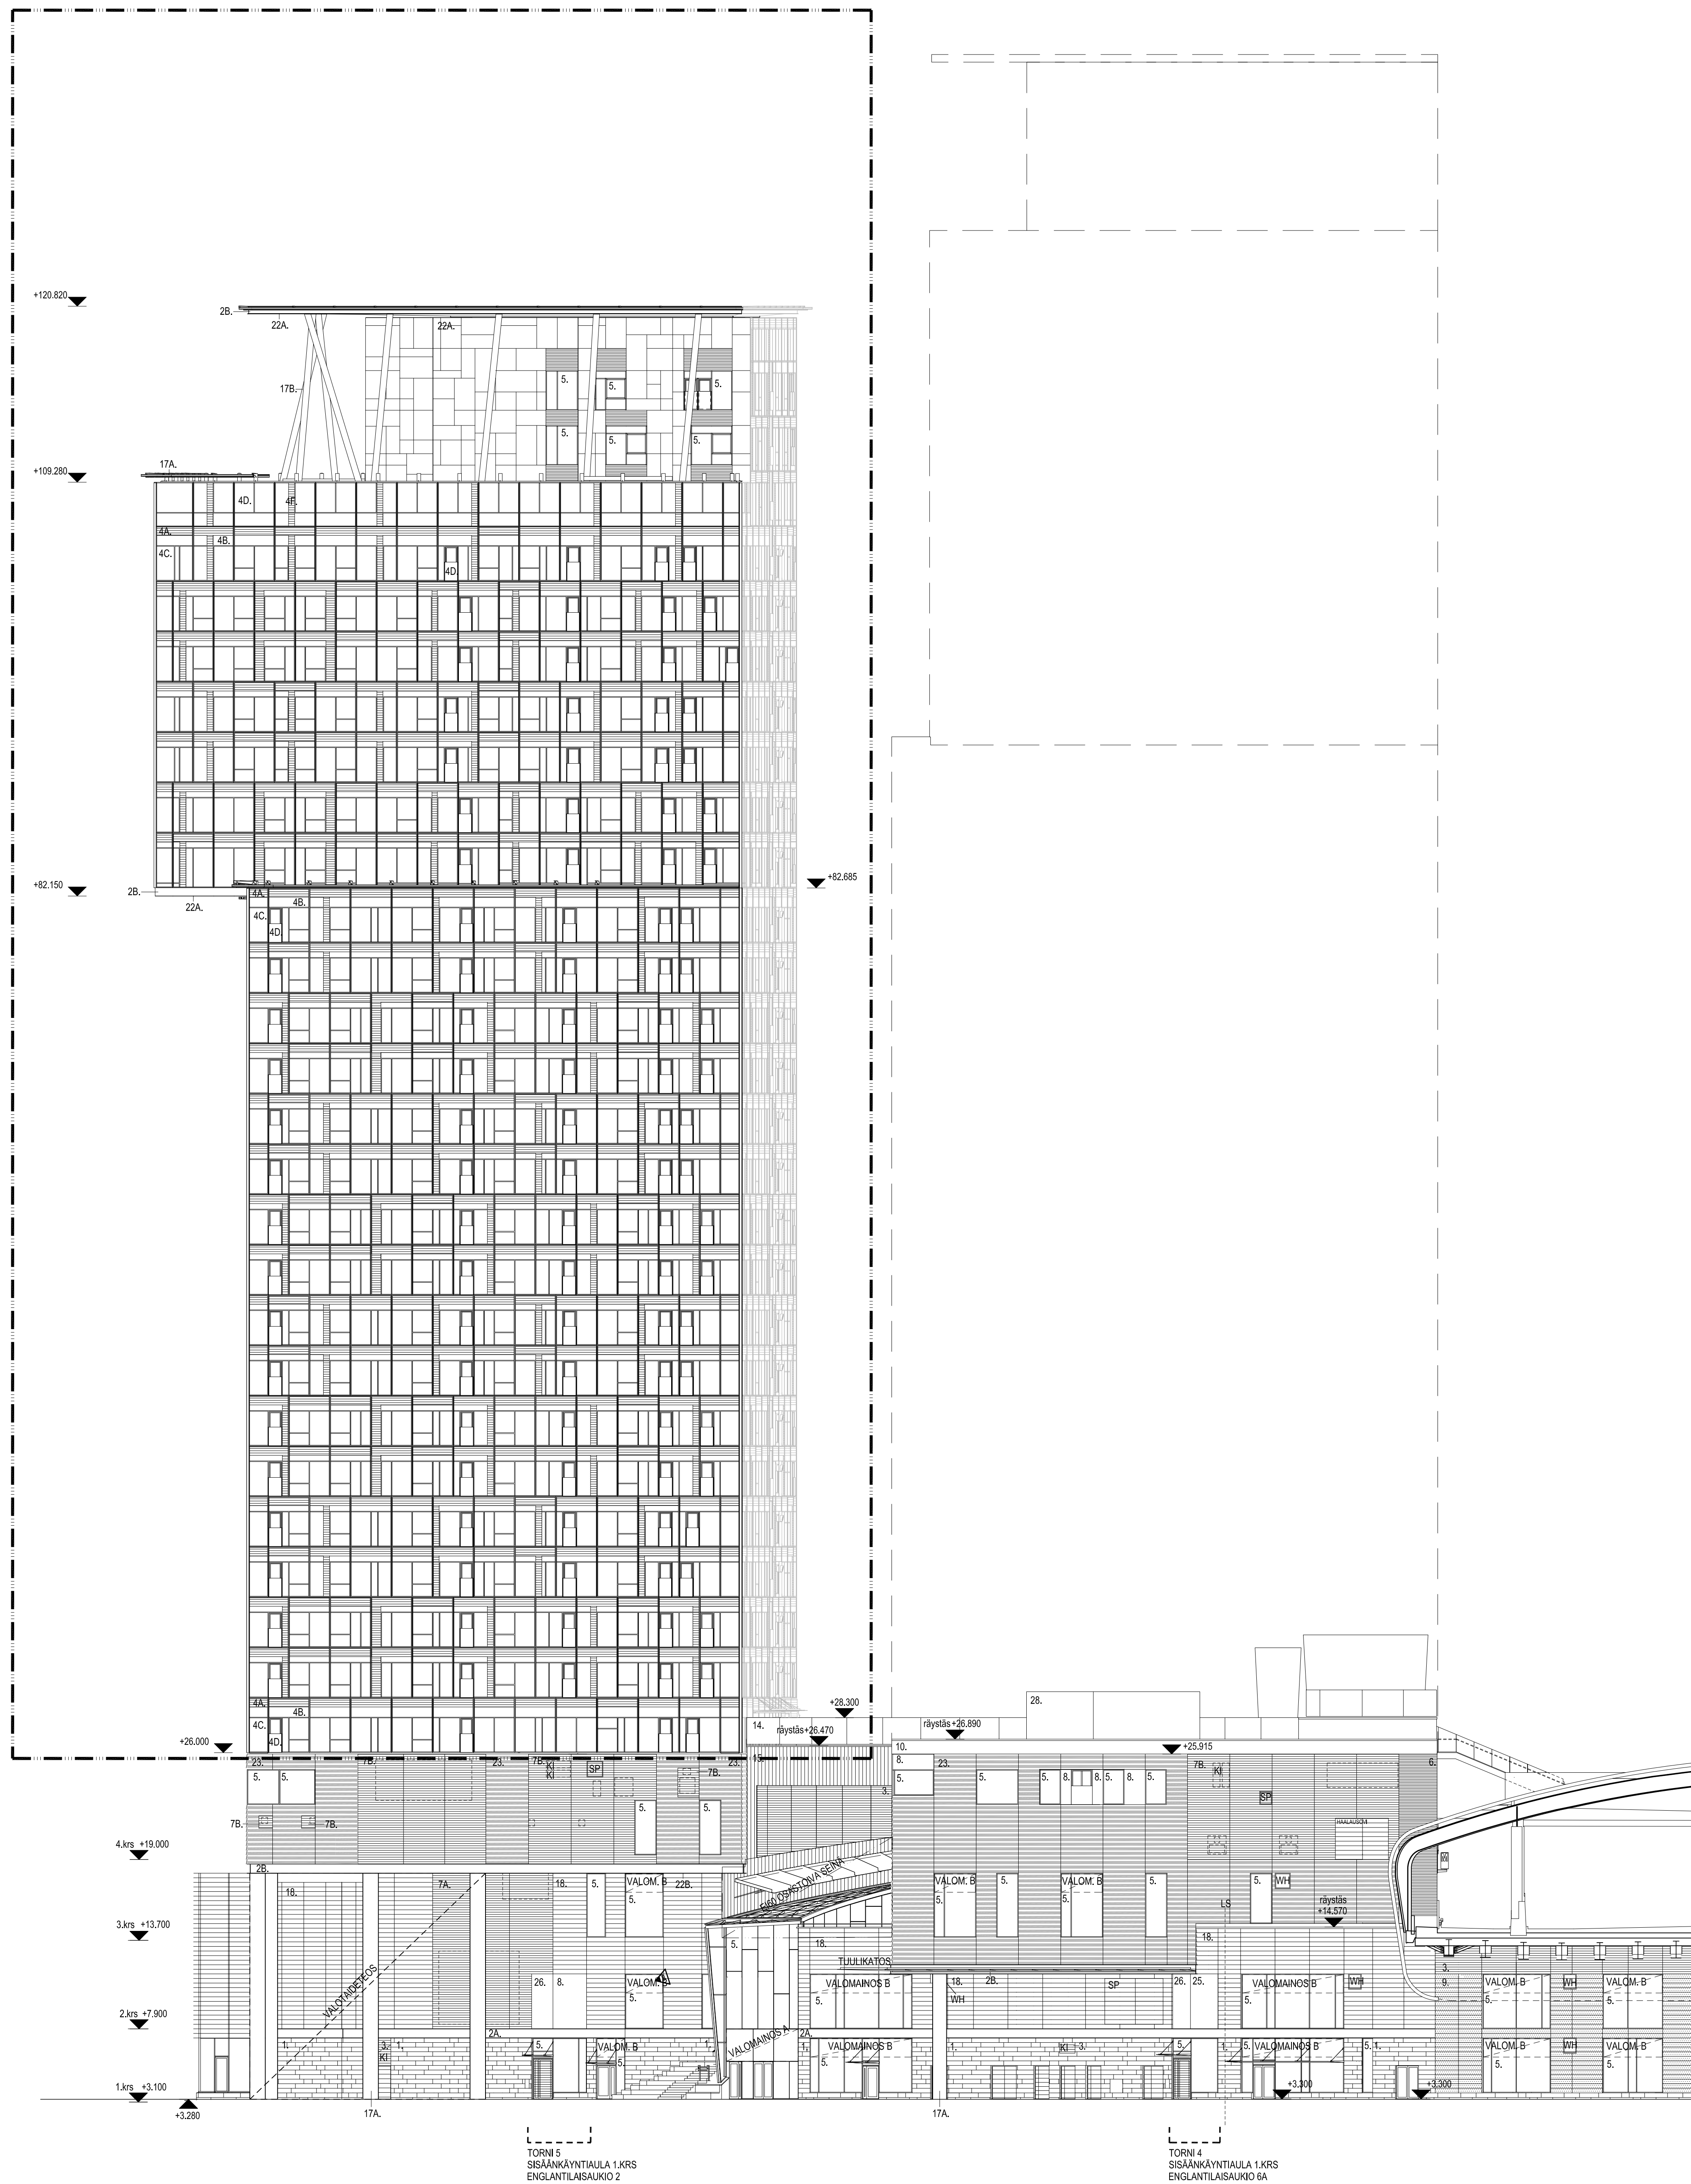 +120.820
2B.
22A.
22A.
17B.
5.
5.
5.
5.
5.
5.
17A.
+109.280
4D.
4F.
4A.
4B.
4C.
4D.
+82.150
2B.
22A.
+82.685
4A.
4B.
4C.
4D.
4A.
4B.
4C.
4D.
+26.000
+28.300
28.
14.
räystäs+26.470
räystäs+26.890
10.
+25.915
23.
7B.
23.
7B.
KI
KI
SP
23.
15.
8.
23.
7B.
KI
6.
5.
5.
7B.
3.
5.
5.
5.
8.
8.
5.
8.
5.
SP
5.
5.
7B.
7B.
HAALAUSOVI
4.krs +19.000
2B.
EI60 OSASTOIVA SEINÄ
18.
7A.
18.
5.
VALOM. B
22B.
5.
VALOM. B
5.
5.
VALOM. B
5.
5.
5.
WH
LS
räystäs
+14.570
3.krs +13.700
5.
18.
18.
TUULIKATOS
VALOTAIDETEOS
26.
8.
VALOM. B
5.
VALOMAINOS B
5.
18.
2B.
WH
SP
26.
25.
VALOMAINOS B
5.
WH
3.
9.
VALOM. B
5.
WH
VALOM. B
5.
2.krs +7.900
2A.
VALOMAINOS A
2A.
1.
3.
KI
1.
5.
VALOM. B
5.
1.
1.
VALOMAINOS B
5.
1.
KI
3.
5.
1.
5.
VALOMAINOS B
5.
1.
VALOM. B
5.
WH
VALOM. B
5.
1.krs +3.100
+3.280
+3.300
+3.300
17A.
17A.
TORNI 5
SISÄÄNKÄYNTIAULA 1.KRS
ENGLANTILAISAUKIO 2
TORNI 4
SISÄÄNKÄYNTIAULA 1.KRS
ENGLANTILAISAUKIO 6A